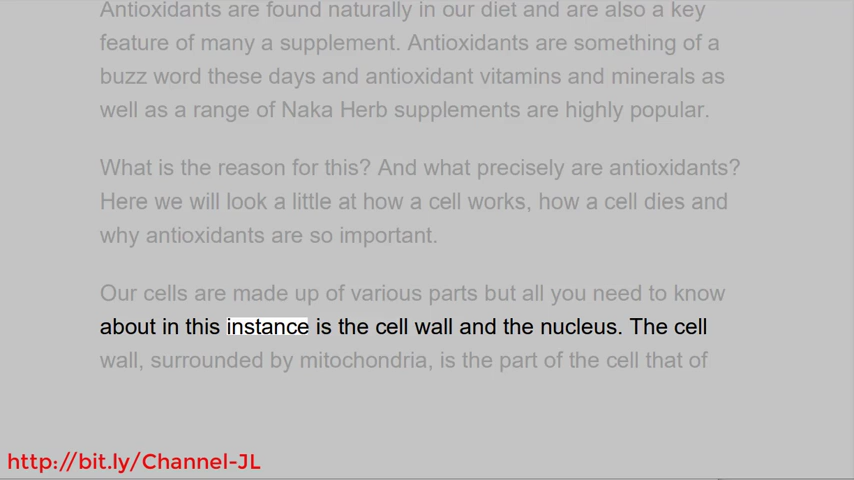 Antioxidants are found naturally in our diet and are also a key
feature of many a supplement. Antioxidants are something of a
buzz word these days and antioxidant vitamins and minerals as
well as a range of Naka Herb supplements are highly popular.
What is the reason for this? And what precisely are antioxidants?
Here we will look a little at how a cell works, how a cell dies and
why antioxidants are so important.
Our cells are made up of various parts but all you need to know
about in this instance is the cell wall and the nucleus. The cell
wall, surrounded by mitochondria, is the part of the cell that of
http://bit.ly/Channel-JL